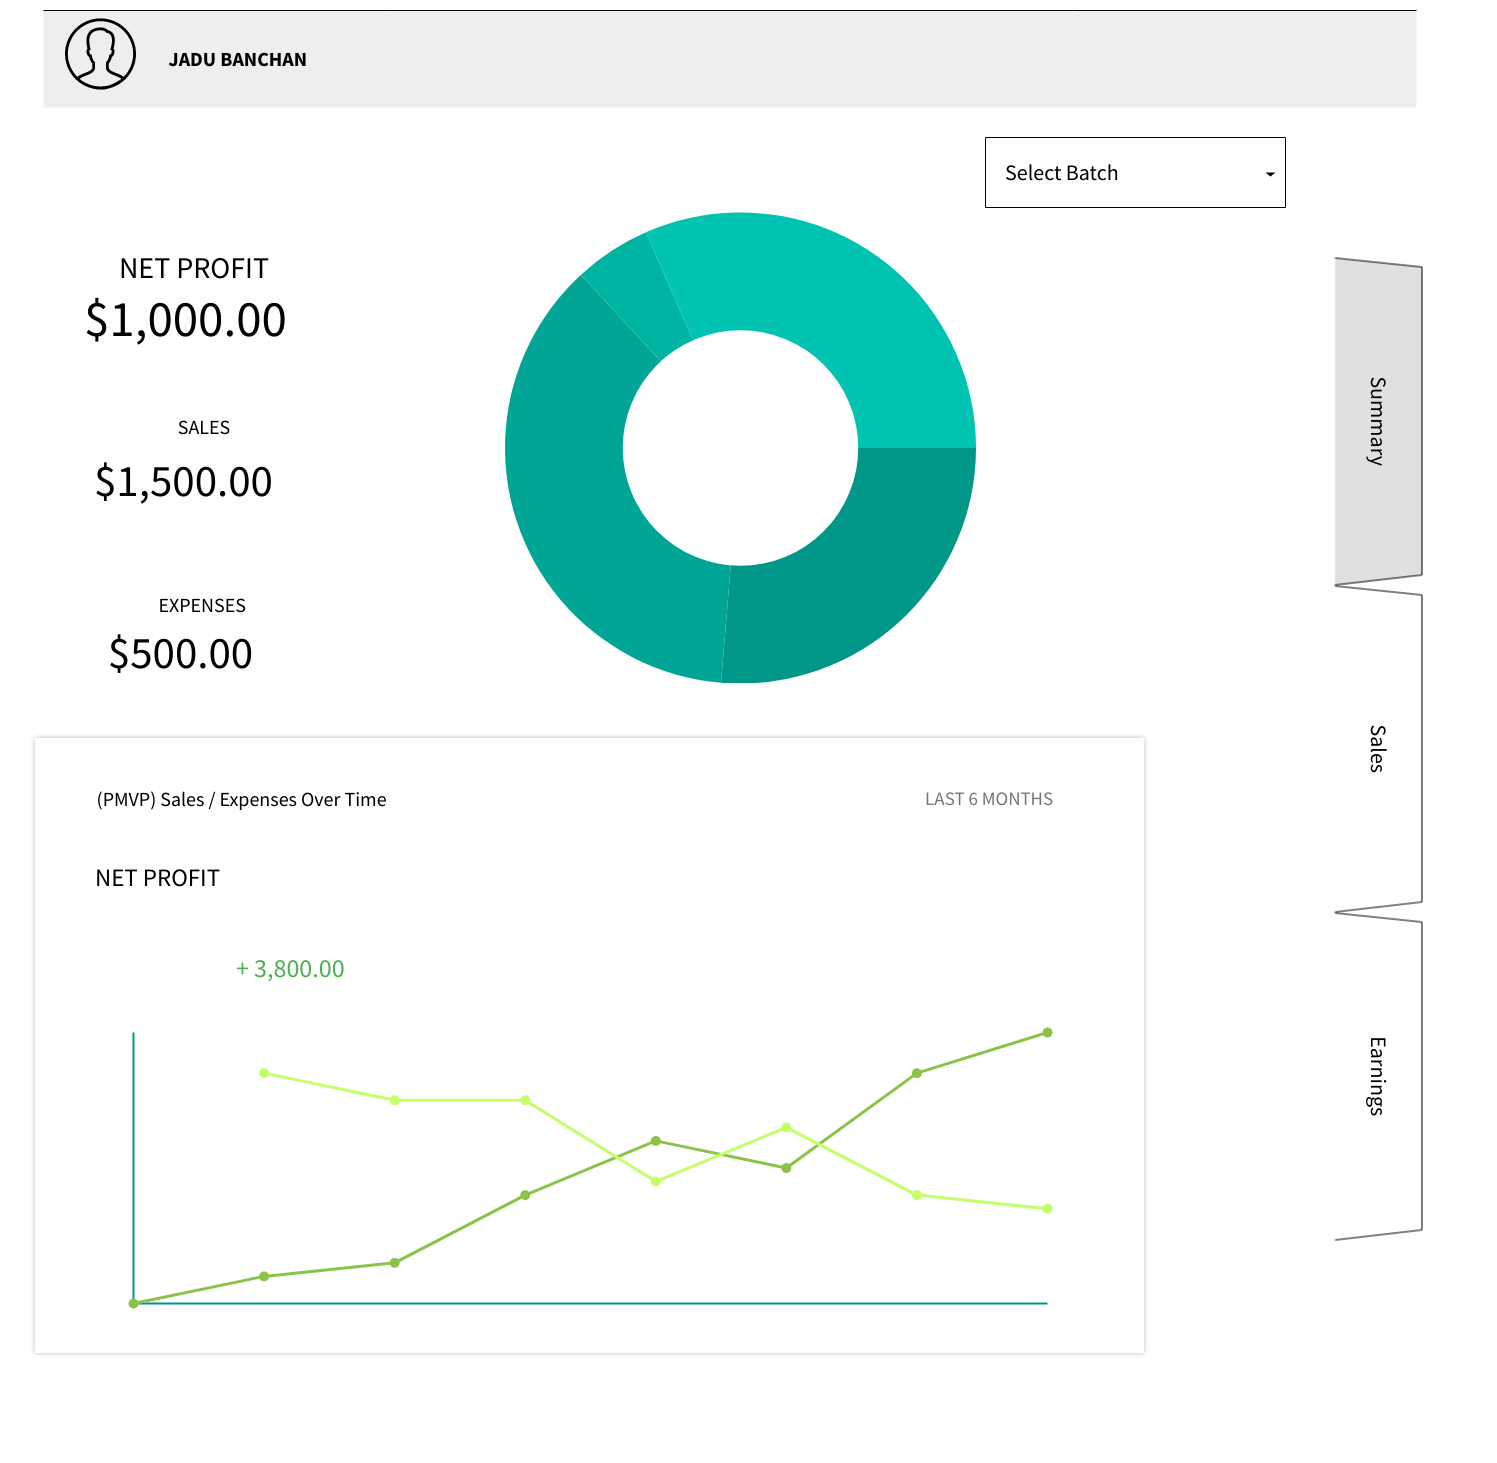 JADU BANCHAN
Select Batch
NET PROFIT
$1,000.00
SALES
$1,500.00
EXPENSES
$500.00
Summary
Sales
Earnings
(PMVP) Sales / Expenses Over Time
LAST 6 MONTHS
NET PROFIT
+ 3,800.00